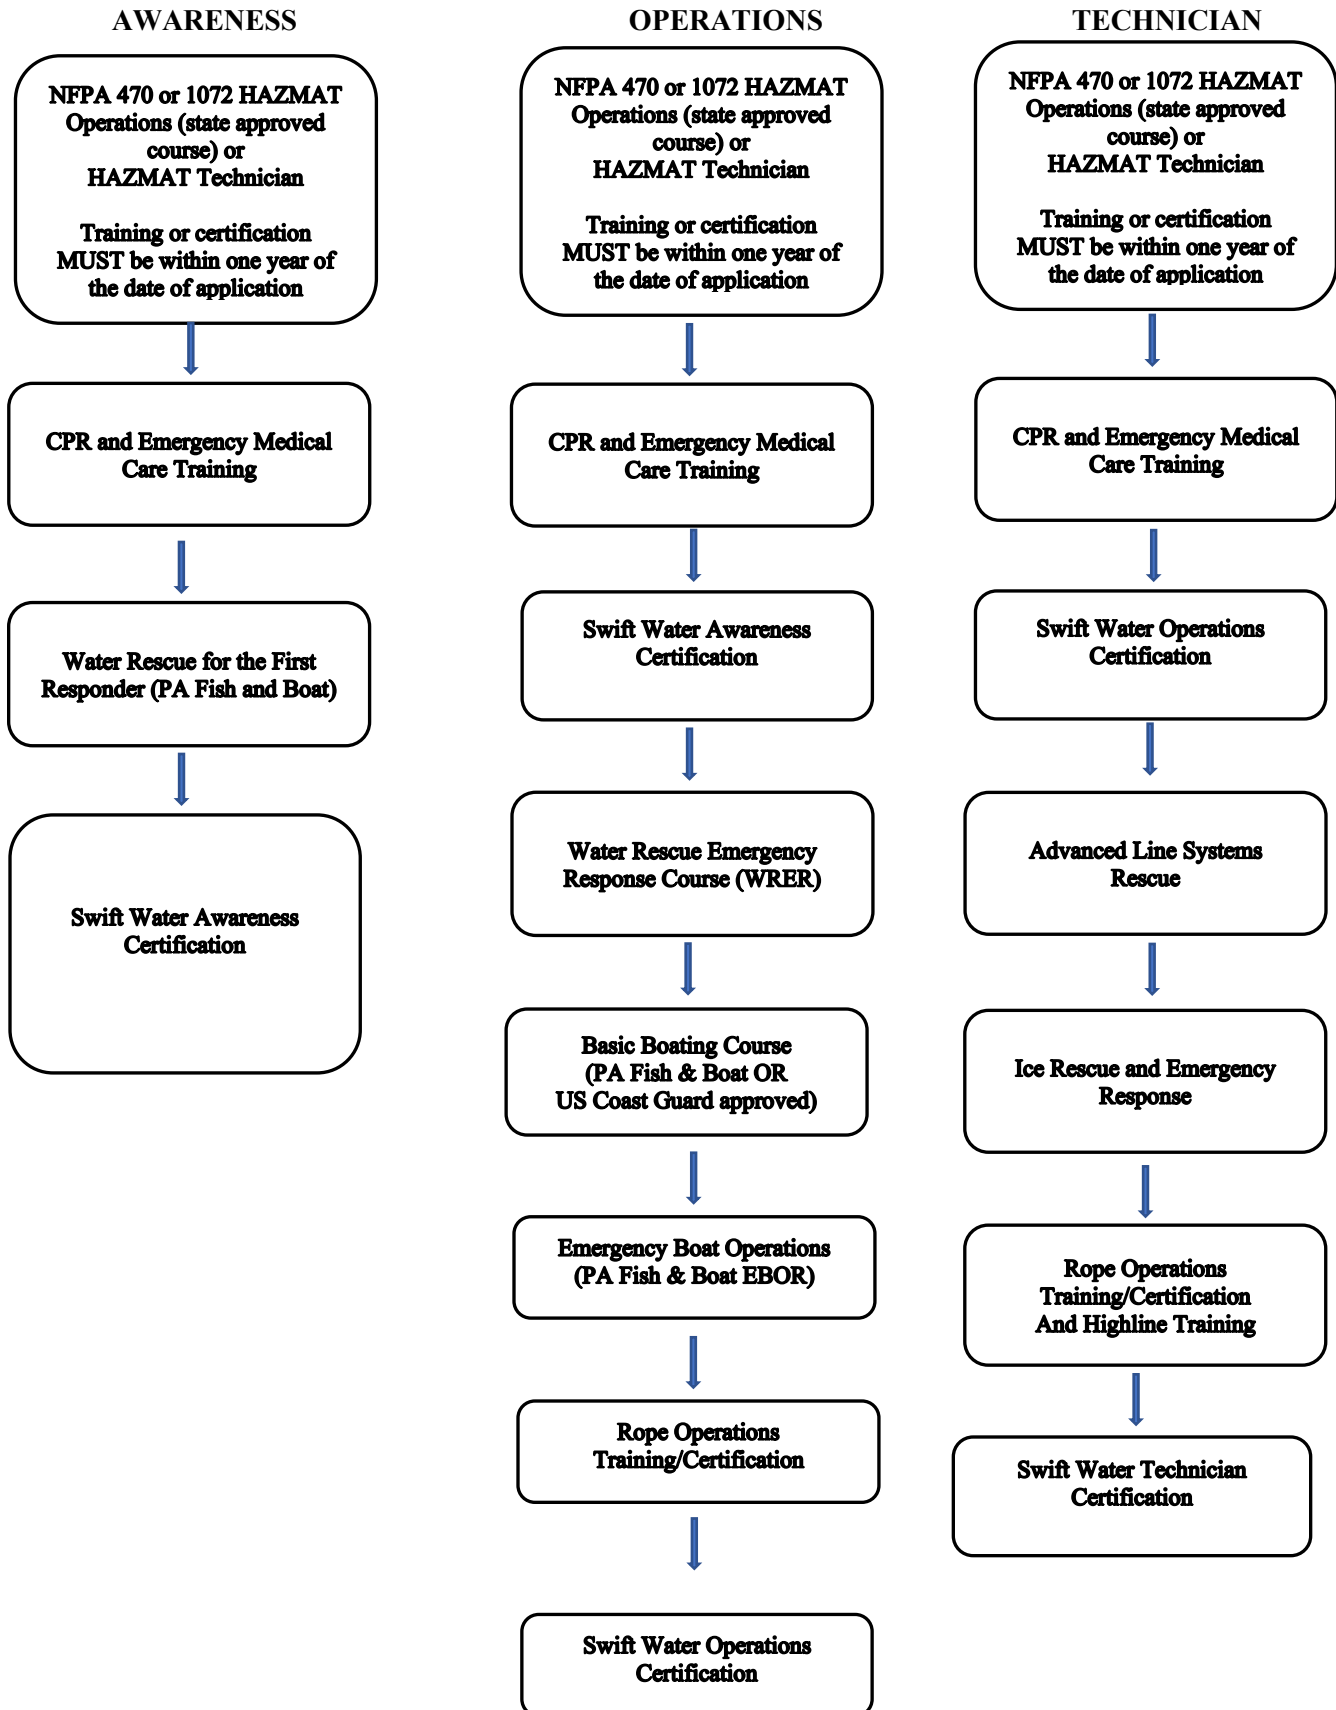 AWARENESS
NFPA 470 or 1072 HAZMAT
Operations (state approved
course) or
HAZMAT Technician
Training or certification
MUST be within one year of
the date of application
CPR and Emergency Medical
Care Training
Water Rescue for the First
Responder (PA Fish and Boat)
Swift Water Awareness
Certification
OPERATIONS
NFPA 470 or 1072 HAZMAT
Operations (state approved
course) or
HAZMAT Technician
Training or certification
MUST be within one year of
the date of application
CPR and Emergency Medical
Care Training
Swift Water Awareness
Certification
Water Rescue Emergency
Response Course (WRER)
Basic Boating Course
(PA Fish & Boat OR
US Coast Guard approved)
Emergency Boat Operations
(PA Fish & Boat EBOR)
Rope Operations
Training/Certification
Swift Water Operations
Certification
TECHNICIAN
NFPA 470 or 1072 HAZMAT
Operations (state approved
course) or
HAZMAT Technician
Training or certification
MUST be within one year of
the date of application
CPR and Emergency Medical
Care Training
Swift Water Operations
Certification
Advanced Line Systems
Rescue
Ice Rescue and Emergency
Response
Rope Operations
Training/Certification
And Highline Training
Swift Water Technician
Certification